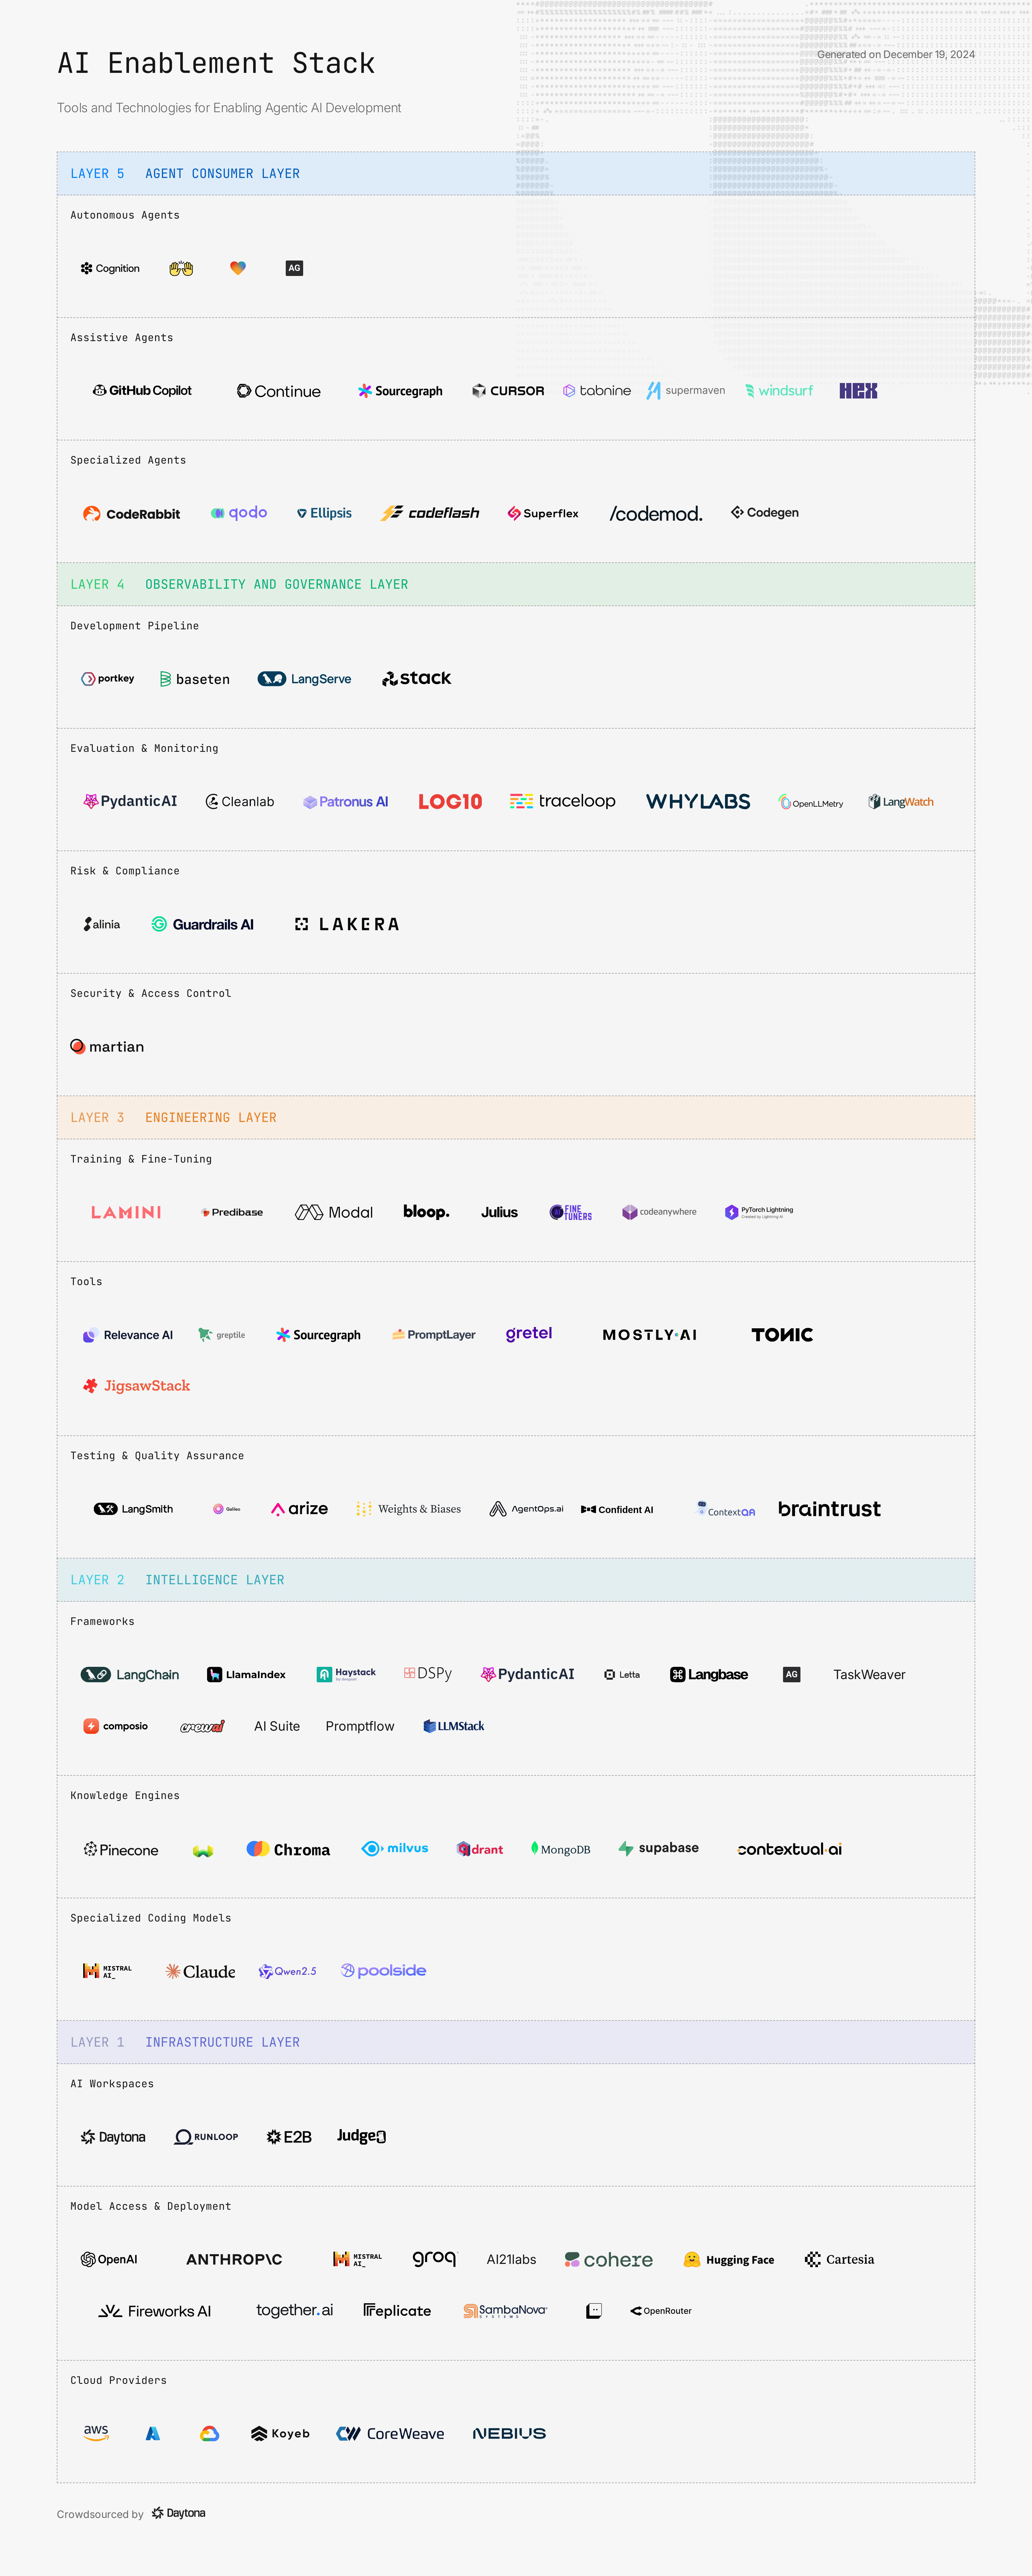 AI Enablement Stack
Generated on December 19, 2024
Tools and Technologies for Enabling Agentic AI Development
LAYER 5 AGENT CONSUMER LAYER
Autonomous Agents
Cognition AG
Assistive Agents
GitHub Copilot Continue Sourcegraph CURSOR tabnine supermaven windsurf HEX
Specialized Agents
CodeRabbit qodo Ellipsis codeflash Superflex /codemod. Codegen
LAYER 4 OBSERVABILITY AND GOVERNANCE LAYER
Development Pipeline
portkey baseten LangServe stack
Evaluation & Monitoring
PydanticAI Cleanlab Patronus AI LOG10 traceloop WHYLABS OpenLLMetry LangWatch
Risk & Compliance
alinia Guardrails AI LAKERA
Security & Access Control
martian
LAYER 3 ENGINEERING LAYER
Training & Fine-Tuning
LAMINI Predibase Modal bloop. Julius FINE TUNERS codeanywhere PyTorch Lightning
Created by Lightning AI
Tools
Relevance AI greptile Sourcegraph PromptLayer gretel MOSTLY·AI TONIC
JigsawStack
Testing & Quality Assurance
LangSmith Galileo arize Weights & Biases AgentOps.ai Confident AI ContextQA braintrust
LAYER 2 INTELLIGENCE LAYER
Frameworks
LangChain LlamaIndex Haystack DSPy PydanticAI Letta Langbase AG TaskWeaver
by deepset
composio crewai AI Suite Promptflow LLMStack
Knowledge Engines
Pinecone Chroma milvus qdrant MongoDB supabase contextual·ai
Specialized Coding Models
MISTRAL AI_ Claude Qwen2.5 poolside
LAYER 1 INFRASTRUCTURE LAYER
AI Workspaces
Daytona RUNLOOP E2B Judge0
Model Access & Deployment
OpenAI ANTHROP\C MISTRAL AI_ groq AI21labs cohere Hugging Face Cartesia
Fireworks AI together.ai replicate SambaNova SYSTEMS OpenRouter
Cloud Providers
aws Koyeb CoreWeave NEBIUS
Crowdsourced by Daytona